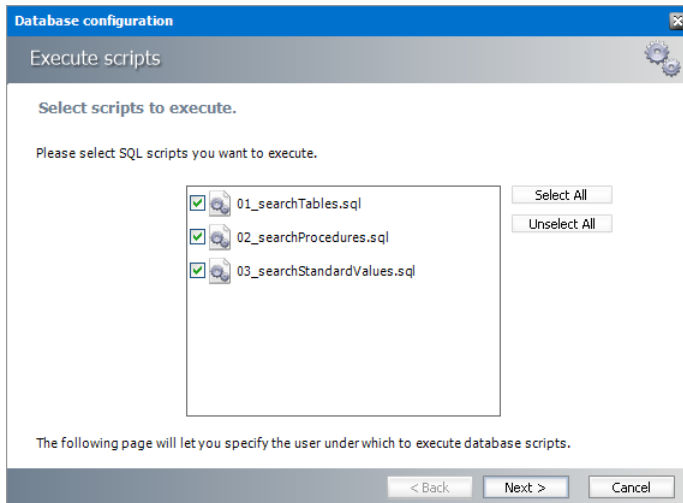 Database configuration
Execute scripts
Select scripts to execute.
Please select SQL scripts you want to execute.
01_searchTables.sql
Select All
02_searchProcedures.sql
Unselect All
03_searchStandardValues.sql
The following page will let you specify the user under which to execute database scripts.
< Back
Next >
Cancel